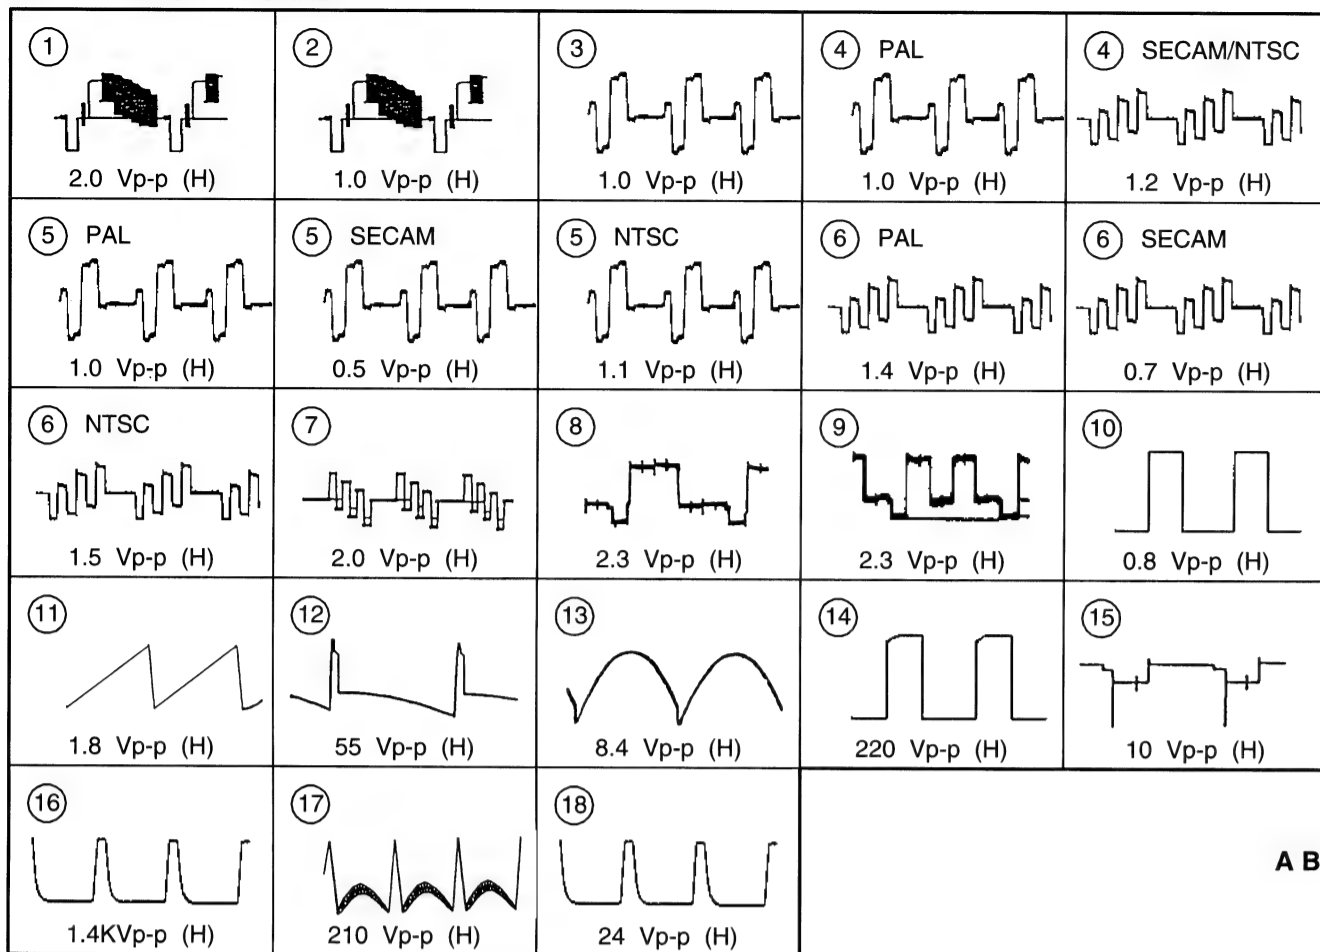 1
2.0 Vp-p (H)
2
1.0 Vp-p (H)
3
1.0 Vp-p (H)
4 PAL
1.0 Vp-p (H)
4 SECAM/NTSC
1.2 Vp-p (H)
5 PAL
1.0 Vp-p (H)
5 SECAM
0.5 Vp-p (H)
5 NTSC
1.1 Vp-p (H)
6 PAL
1.4 Vp-p (H)
6 SECAM
0.7 Vp-p (H)
6 NTSC
1.5 Vp-p (H)
7
2.0 Vp-p (H)
8
2.3 Vp-p (H)
9
2.3 Vp-p (H)
10
0.8 Vp-p (H)
11
1.8 Vp-p (H)
12
55 Vp-p (H)
13
8.4 Vp-p (H)
14
220 Vp-p (H)
15
10 Vp-p (H)
16
1.4KVp-p (H)
17
210 Vp-p (H)
18
24 Vp-p (H)
A B